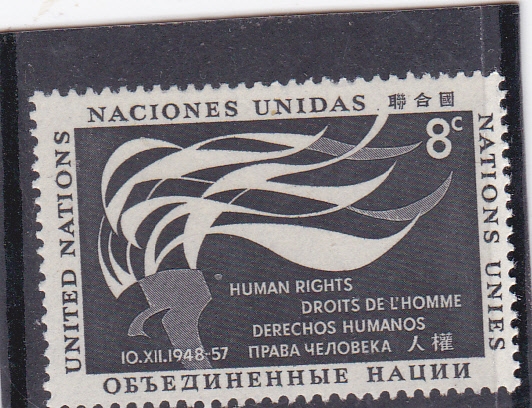 NACIONES UNIDAS 聯合國
UNITED NATIONS
NATIONS UNIES
8c
HUMAN RIGHTS
DROITS DE L'HOMME
DERECHOS HUMANOS
10.XII.1948-57 ПРАВА ЧЕЛОВЕКА 人權
ОБЪЕДИНЕННЫЕ НАЦИИ